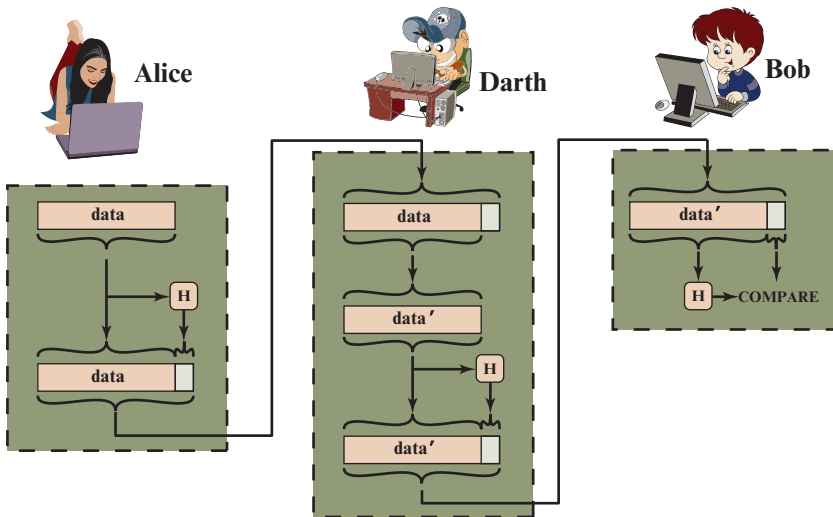 Alice
data
H
data
Darth
data
data′
H
data′
Bob
data′
H
COMPARE